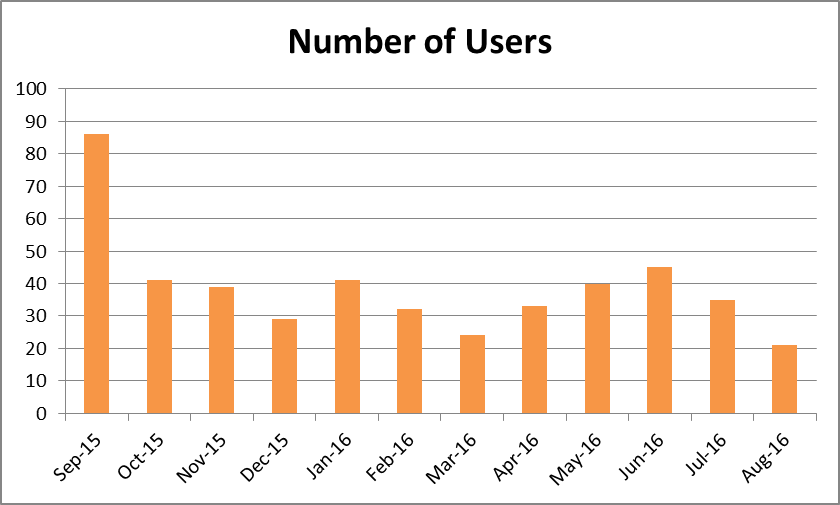 Number of Users
100
90
80
70
60
50
40
30
20
10
0
Sep-15
Oct-15
Nov-15
Dec-15
Jan-16
Feb-16
Mar-16
Apr-16
May-16
Jun-16
Jul-16
Aug-16